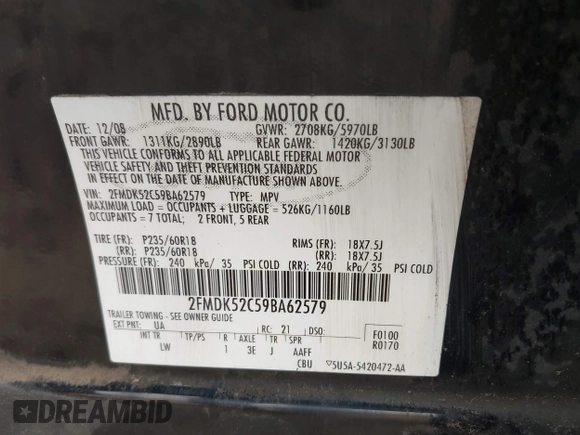 MFD. BY FORD MOTOR CO.
DATE: 12/08 GVWR: 2708KG/5970LB
FRONT GAWR: 1311KG/2890LB REAR GAWR: 1420KG/3130LB
THIS VEHICLE CONFORMS TO ALL APPLICABLE FEDERAL MOTOR
VEHICLE SAFETY AND THEFT PREVENTION STANDARDS
IN EFFECT ON THE DATE OF MANUFACTURE SHOWN ABOVE.
VIN: 2FMDK52C59BA62579 TYPE: MPV
MAXIMUM LOAD = OCCUPANTS + LUGGAGE = 526KG/1160LB
OCCUPANTS = 7 TOTAL; 2 FRONT, 5 REAR
TIRE (FR): P235/60R18 RIMS (FR): 18X7.5J
(RR): P235/60R18 (RR): 18X7.5J
PRESSURE (FR): 240 kPa/ 35 PSI COLD (RR): 240 kPa/ 35 PSI COLD
2FMDK52C59BA62579
TRAILER TOWING - SEE OWNER GUIDE
EXT PNT: UA RC: 21 DSO: F0100
R0170
INT TR TP/PS R AXLE TR SPR
LW 1 3E J AAFF
CBU 5U5A-5420472-AA
DREAMBID